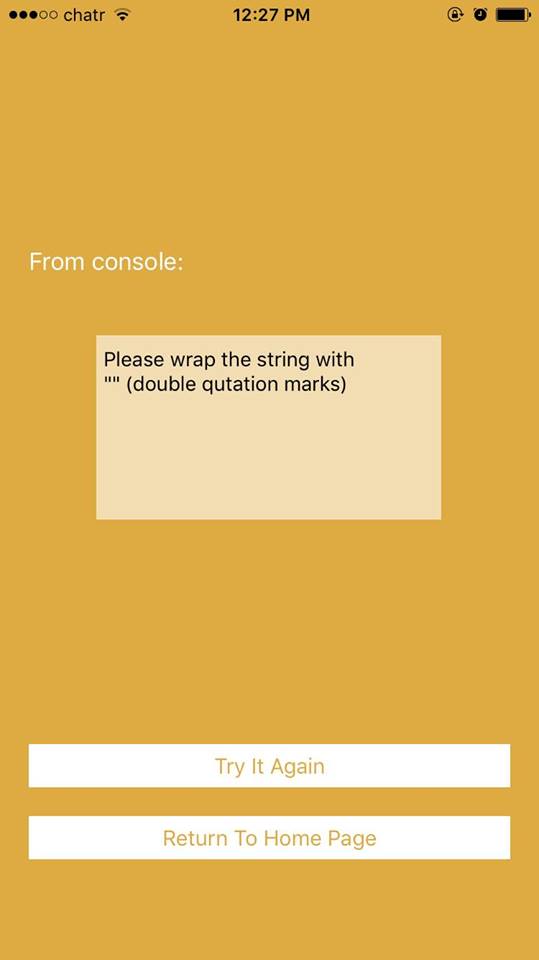 chatr
12:27 PM
From console:
Please wrap the string with
"" (double qutation marks)
Try It Again
Return To Home Page